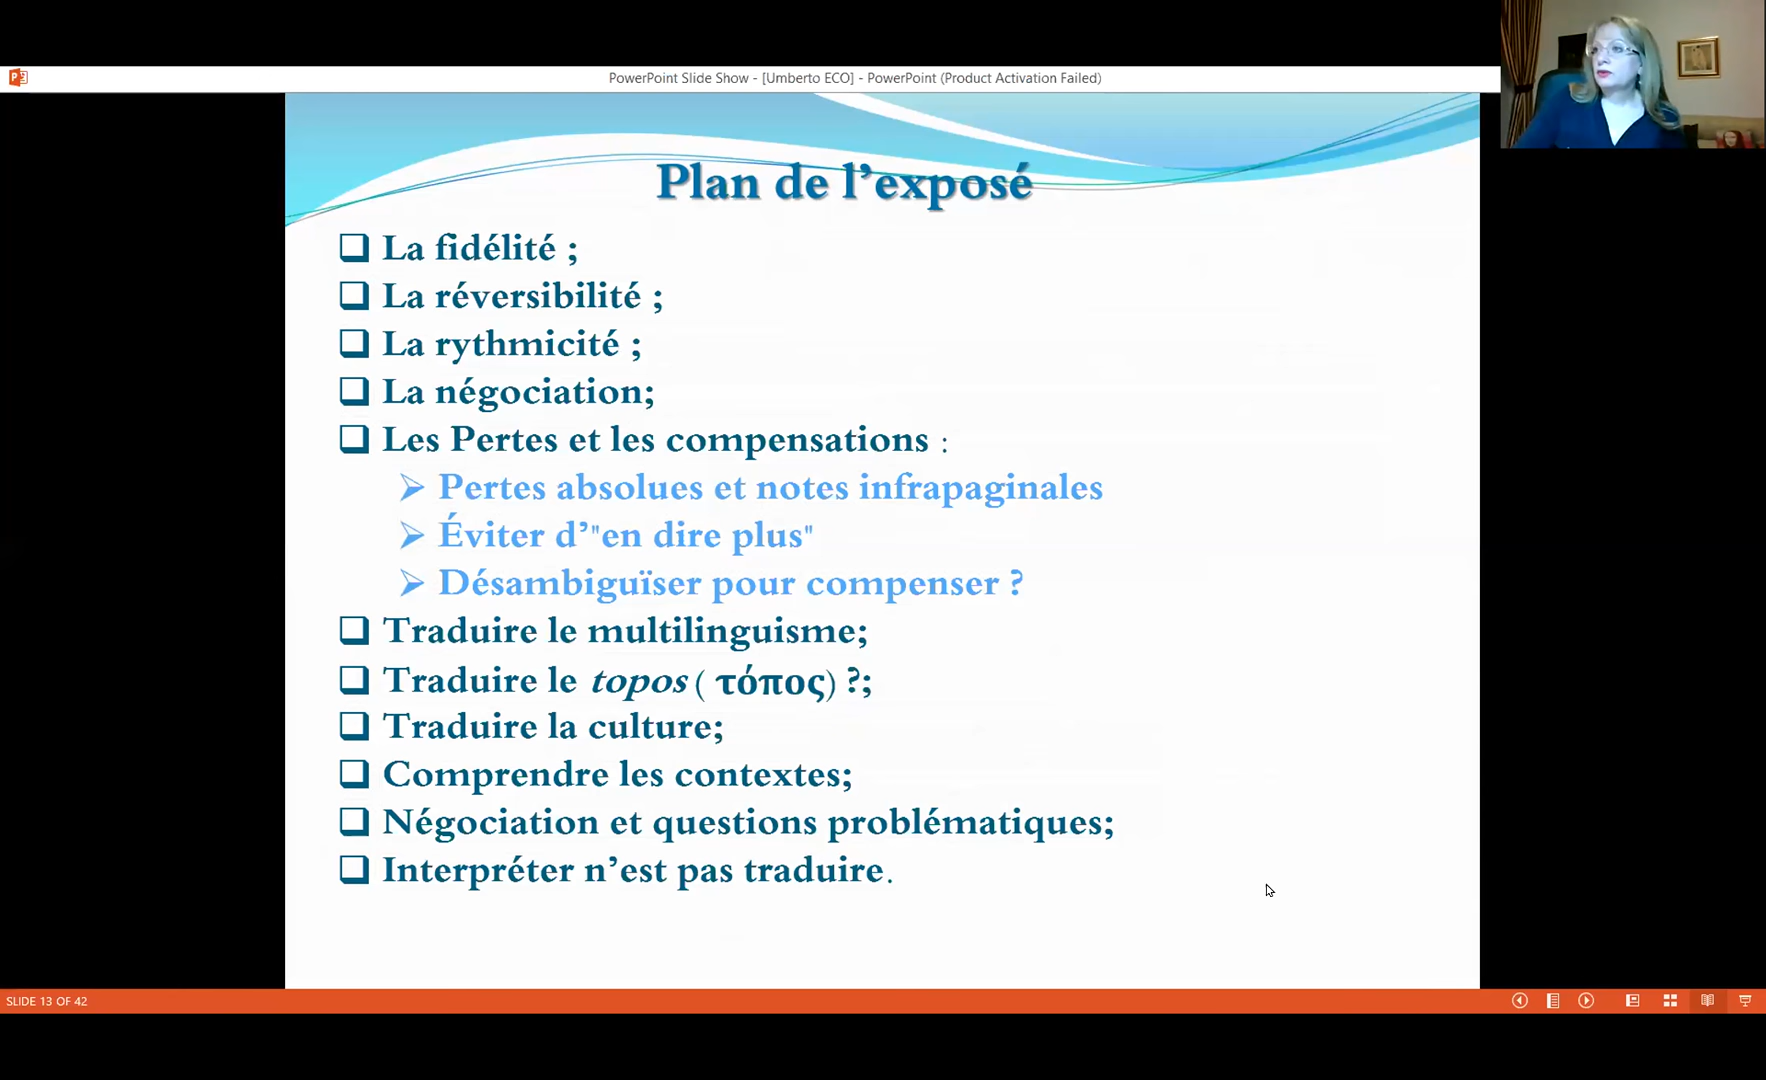 PowerPoint Slide Show - [Umberto ECO] - PowerPoint (Product Activation Failed)
Plan de l’exposé
La fidélité ;
La réversibilité ;
La rythmicité ;
La négociation;
Les Pertes et les compensations :
Pertes absolues et notes infrapaginales
Éviter d’"en dire plus"
Désambiguïser pour compenser ?
Traduire le multilinguisme;
Traduire le topos ( τόπος) ?;
Traduire la culture;
Comprendre les contextes;
Négociation et questions problématiques;
Interpréter n’est pas traduire.
SLIDE 13 OF 42